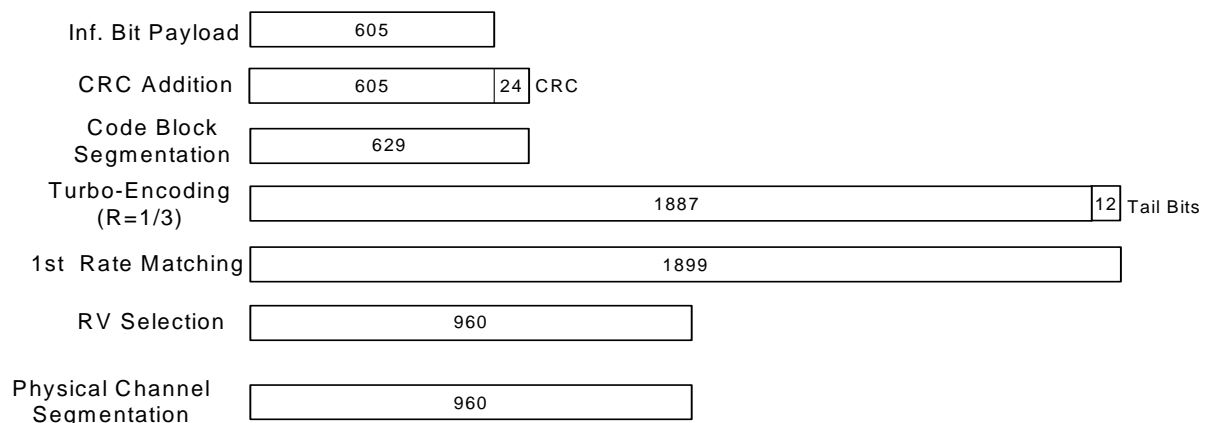 Inf. Bit Payload 605
CRC Addition 605 24 CRC
Code Block
Segmentation 629
Turbo-Encoding
(R=1/3) 1887 12 Tail Bits
1st Rate Matching 1899
RV Selection 960
Physical Channel
Segmentation 960